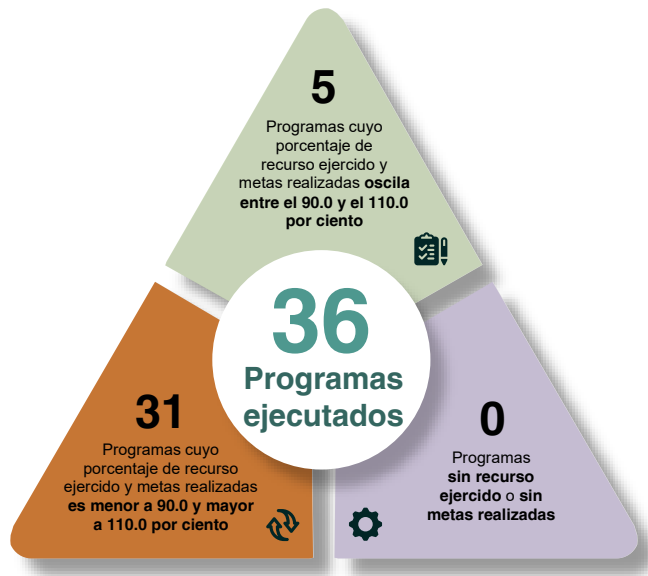 5
Programas cuyo
porcentaje de
recurso ejercido y
metas realizadas oscila
entre el 90.0 y el 110.0
por ciento
36
Programas
ejecutados
31
Programas cuyo
porcentaje de recurso
ejercido y metas realizadas
es menor a 90.0 y mayor
a 110.0 por ciento
0
Programas
sin recurso
ejercido o sin
metas realizadas